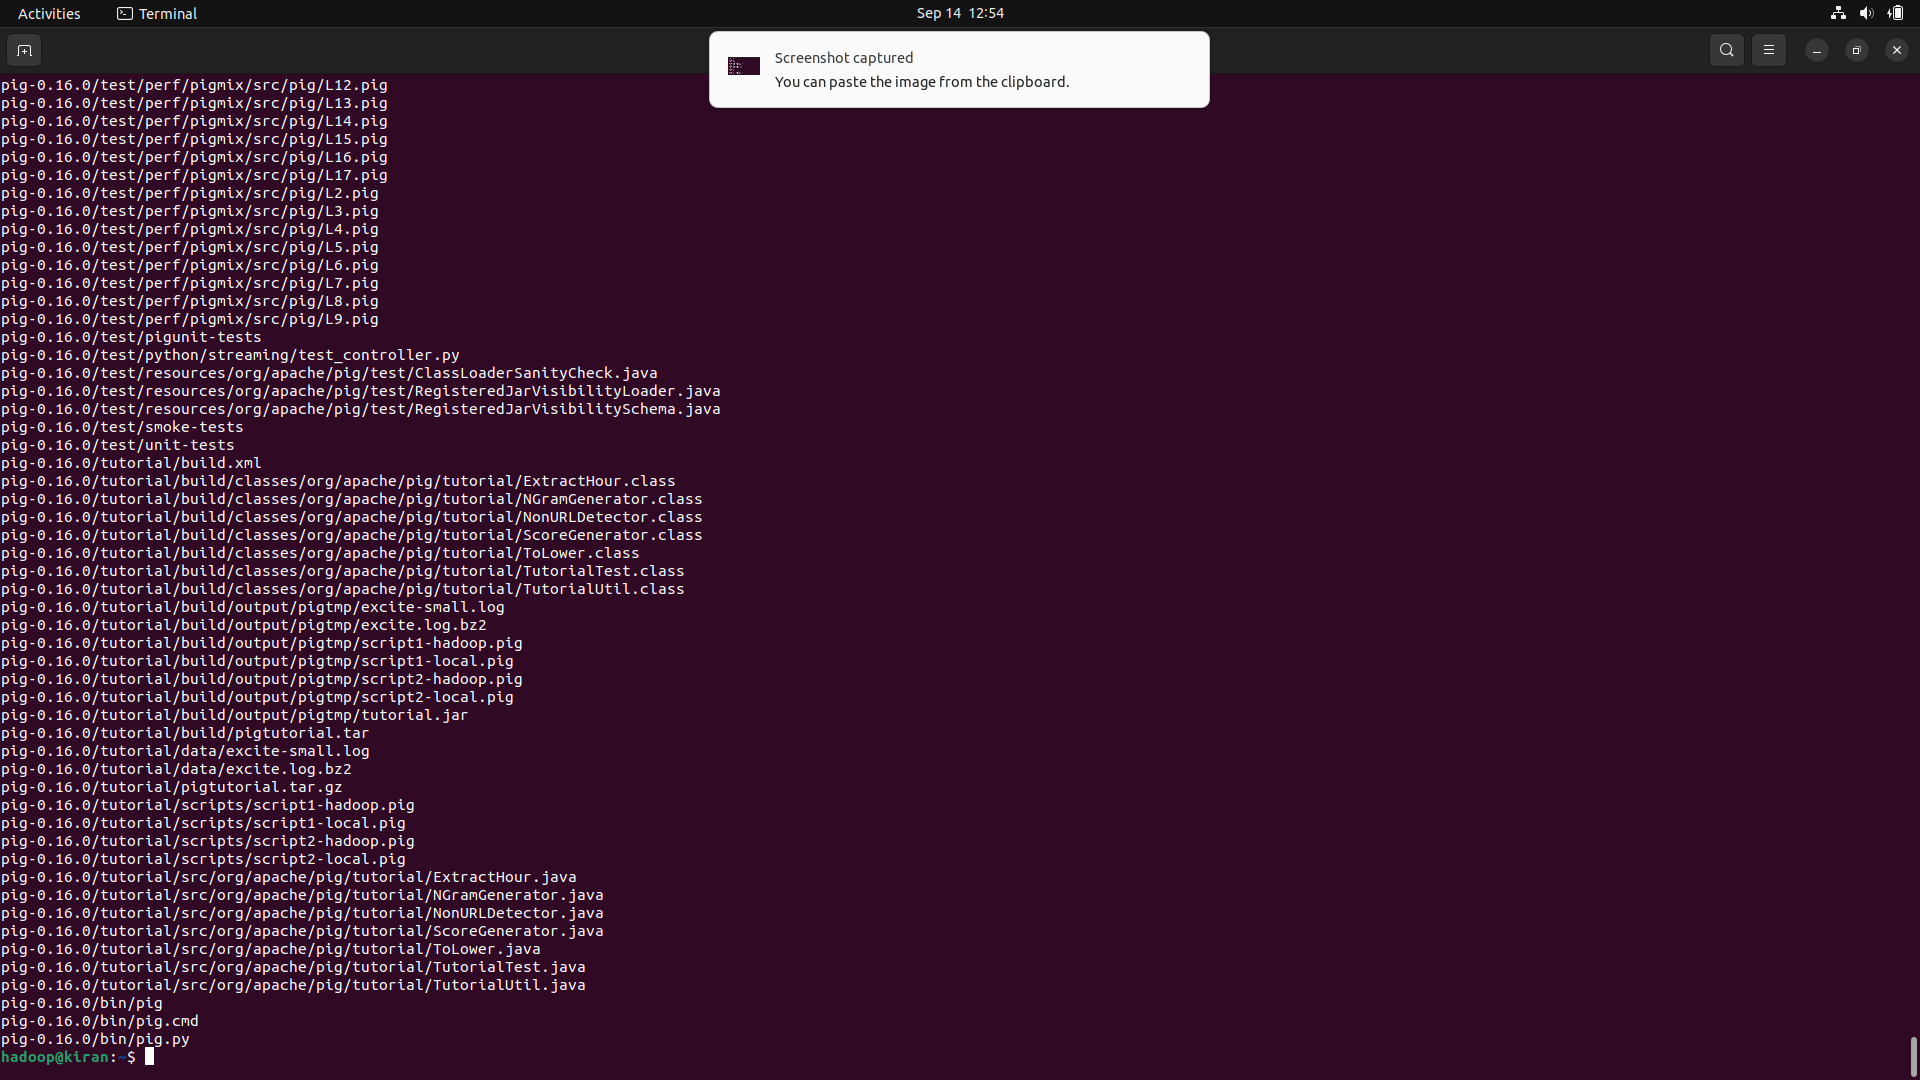 Activities
Terminal
Sep 14 12:54
Screenshot captured
You can paste the image from the clipboard.
pig-0.16.0/test/perf/pigmix/src/pig/L12.pig
pig-0.16.0/test/perf/pigmix/src/pig/L13.pig
pig-0.16.0/test/perf/pigmix/src/pig/L14.pig
pig-0.16.0/test/perf/pigmix/src/pig/L15.pig
pig-0.16.0/test/perf/pigmix/src/pig/L16.pig
pig-0.16.0/test/perf/pigmix/src/pig/L17.pig
pig-0.16.0/test/perf/pigmix/src/pig/L2.pig
pig-0.16.0/test/perf/pigmix/src/pig/L3.pig
pig-0.16.0/test/perf/pigmix/src/pig/L4.pig
pig-0.16.0/test/perf/pigmix/src/pig/L5.pig
pig-0.16.0/test/perf/pigmix/src/pig/L6.pig
pig-0.16.0/test/perf/pigmix/src/pig/L7.pig
pig-0.16.0/test/perf/pigmix/src/pig/L8.pig
pig-0.16.0/test/perf/pigmix/src/pig/L9.pig
pig-0.16.0/test/pigunit-tests
pig-0.16.0/test/python/streaming/test_controller.py
pig-0.16.0/test/resources/org/apache/pig/test/ClassLoaderSanityCheck.java
pig-0.16.0/test/resources/org/apache/pig/test/RegisteredJarVisibilityLoader.java
pig-0.16.0/test/resources/org/apache/pig/test/RegisteredJarVisibilitySchema.java
pig-0.16.0/test/smoke-tests
pig-0.16.0/test/unit-tests
pig-0.16.0/tutorial/build.xml
pig-0.16.0/tutorial/build/classes/org/apache/pig/tutorial/ExtractHour.class
pig-0.16.0/tutorial/build/classes/org/apache/pig/tutorial/NGramGenerator.class
pig-0.16.0/tutorial/build/classes/org/apache/pig/tutorial/NonURLDetector.class
pig-0.16.0/tutorial/build/classes/org/apache/pig/tutorial/ScoreGenerator.class
pig-0.16.0/tutorial/build/classes/org/apache/pig/tutorial/ToLower.class
pig-0.16.0/tutorial/build/classes/org/apache/pig/tutorial/TutorialTest.class
pig-0.16.0/tutorial/build/classes/org/apache/pig/tutorial/TutorialUtil.class
pig-0.16.0/tutorial/build/output/pigtmp/excite-small.log
pig-0.16.0/tutorial/build/output/pigtmp/excite.log.bz2
pig-0.16.0/tutorial/build/output/pigtmp/script1-hadoop.pig
pig-0.16.0/tutorial/build/output/pigtmp/script1-local.pig
pig-0.16.0/tutorial/build/output/pigtmp/script2-hadoop.pig
pig-0.16.0/tutorial/build/output/pigtmp/script2-local.pig
pig-0.16.0/tutorial/build/output/pigtmp/tutorial.jar
pig-0.16.0/tutorial/build/pigtutorial.tar
pig-0.16.0/tutorial/data/excite-small.log
pig-0.16.0/tutorial/data/excite.log.bz2
pig-0.16.0/tutorial/pigtutorial.tar.gz
pig-0.16.0/tutorial/scripts/script1-hadoop.pig
pig-0.16.0/tutorial/scripts/script1-local.pig
pig-0.16.0/tutorial/scripts/script2-hadoop.pig
pig-0.16.0/tutorial/scripts/script2-local.pig
pig-0.16.0/tutorial/src/org/apache/pig/tutorial/ExtractHour.java
pig-0.16.0/tutorial/src/org/apache/pig/tutorial/NGramGenerator.java
pig-0.16.0/tutorial/src/org/apache/pig/tutorial/NonURLDetector.java
pig-0.16.0/tutorial/src/org/apache/pig/tutorial/ScoreGenerator.java
pig-0.16.0/tutorial/src/org/apache/pig/tutorial/ToLower.java
pig-0.16.0/tutorial/src/org/apache/pig/tutorial/TutorialTest.java
pig-0.16.0/tutorial/src/org/apache/pig/tutorial/TutorialUtil.java
pig-0.16.0/bin/pig
pig-0.16.0/bin/pig.cmd
pig-0.16.0/bin/pig.py
hadoop@kiran:~$